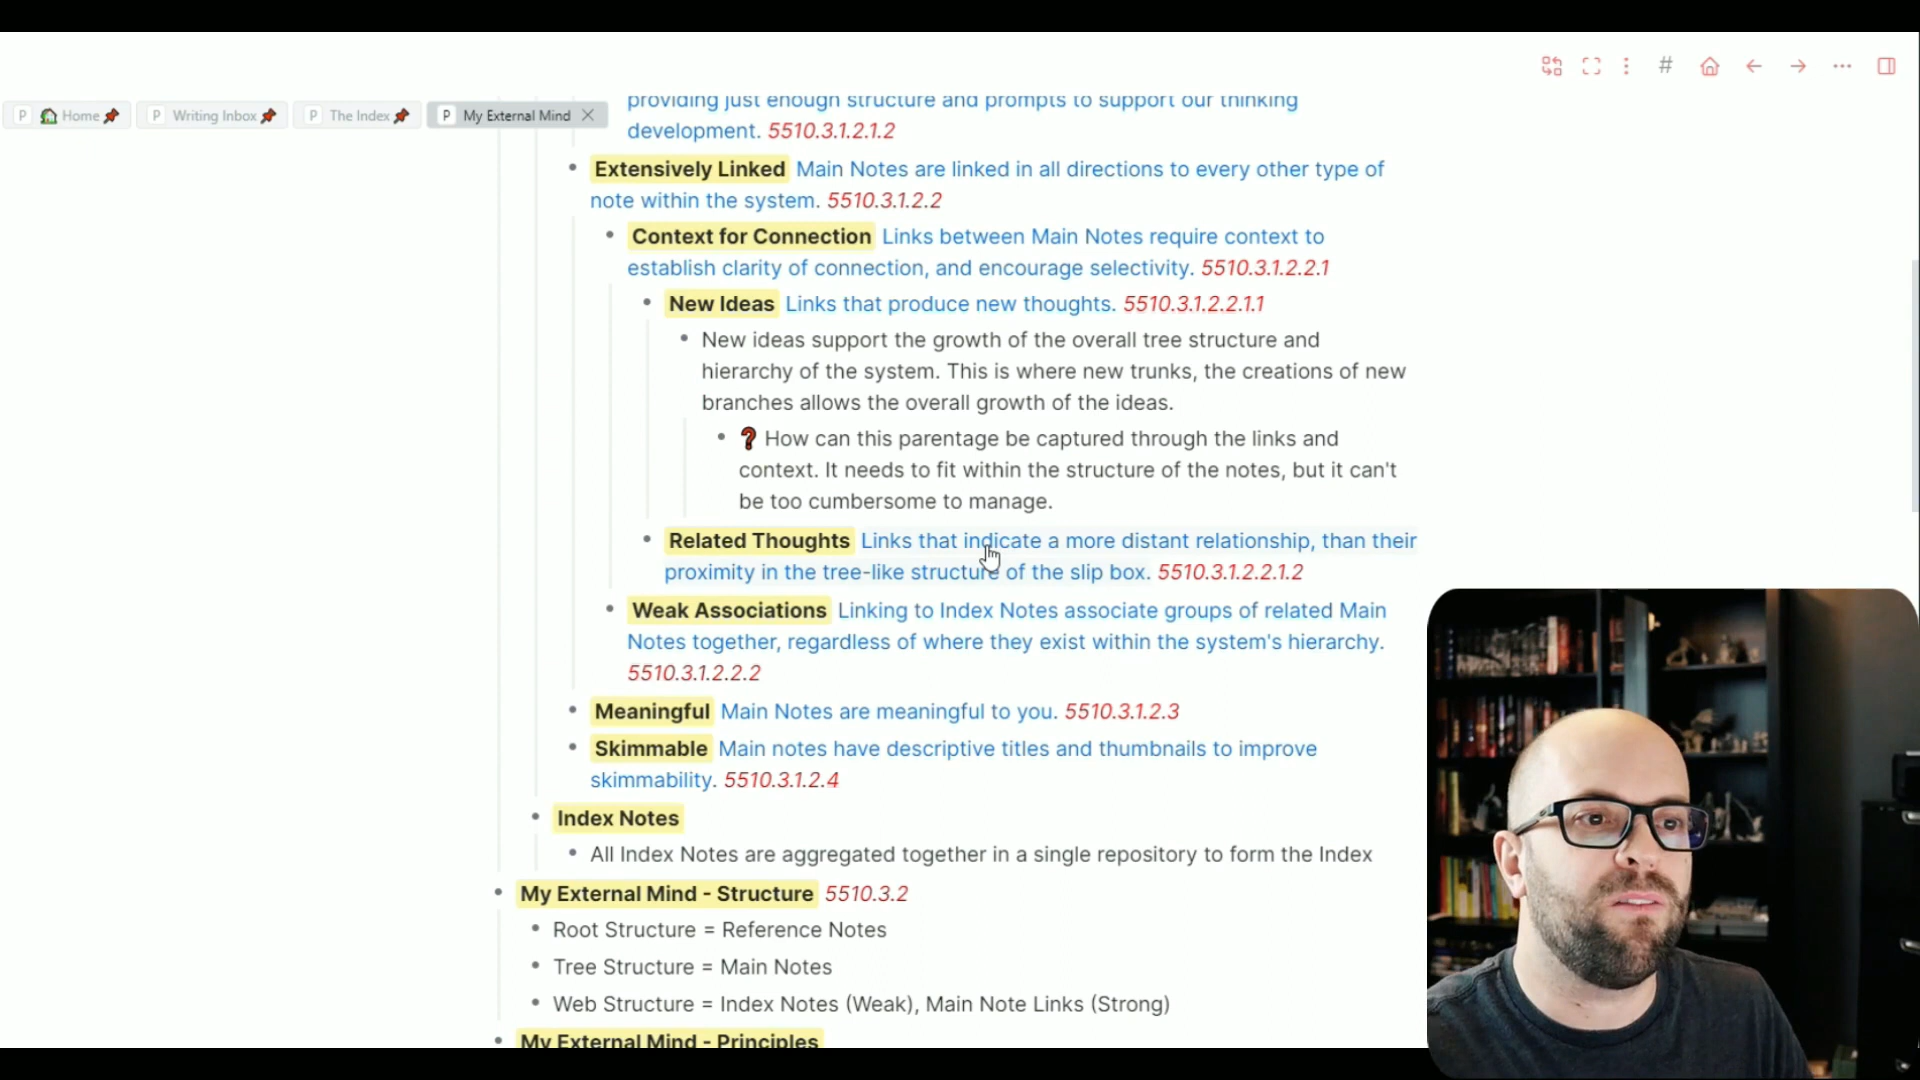 P Home
P Writing Inbox
P The Index
P My External Mind
providing just enough structure and prompts to support our thinking
development. 5510.3.1.2.1.2
Extensively Linked Main Notes are linked in all directions to every other type of
note within the system. 5510.3.1.2.2
Context for Connection Links between Main Notes require context to
establish clarity of connection, and encourage selectivity. 5510.3.1.2.2.1
New Ideas Links that produce new thoughts. 5510.3.1.2.2.1.1
New ideas support the growth of the overall tree structure and
hierarchy of the system. This is where new trunks, the creations of new
branches allows the overall growth of the ideas.
❓ How can this parentage be captured through the links and
context. It needs to fit within the structure of the notes, but it can't
be too cumbersome to manage.
Related Thoughts Links that indicate a more distant relationship, than their
proximity in the tree-like structure of the slip box. 5510.3.1.2.2.1.2
Weak Associations Linking to Index Notes associate groups of related Main
Notes together, regardless of where they exist within the system's hierarchy.
5510.3.1.2.2.2
Meaningful Main Notes are meaningful to you. 5510.3.1.2.3
Skimmable Main notes have descriptive titles and thumbnails to improve
skimmability. 5510.3.1.2.4
Index Notes
All Index Notes are aggregated together in a single repository to form the Index
My External Mind - Structure 5510.3.2
Root Structure = Reference Notes
Tree Structure = Main Notes
Web Structure = Index Notes (Weak), Main Note Links (Strong)
My External Mind - Principles